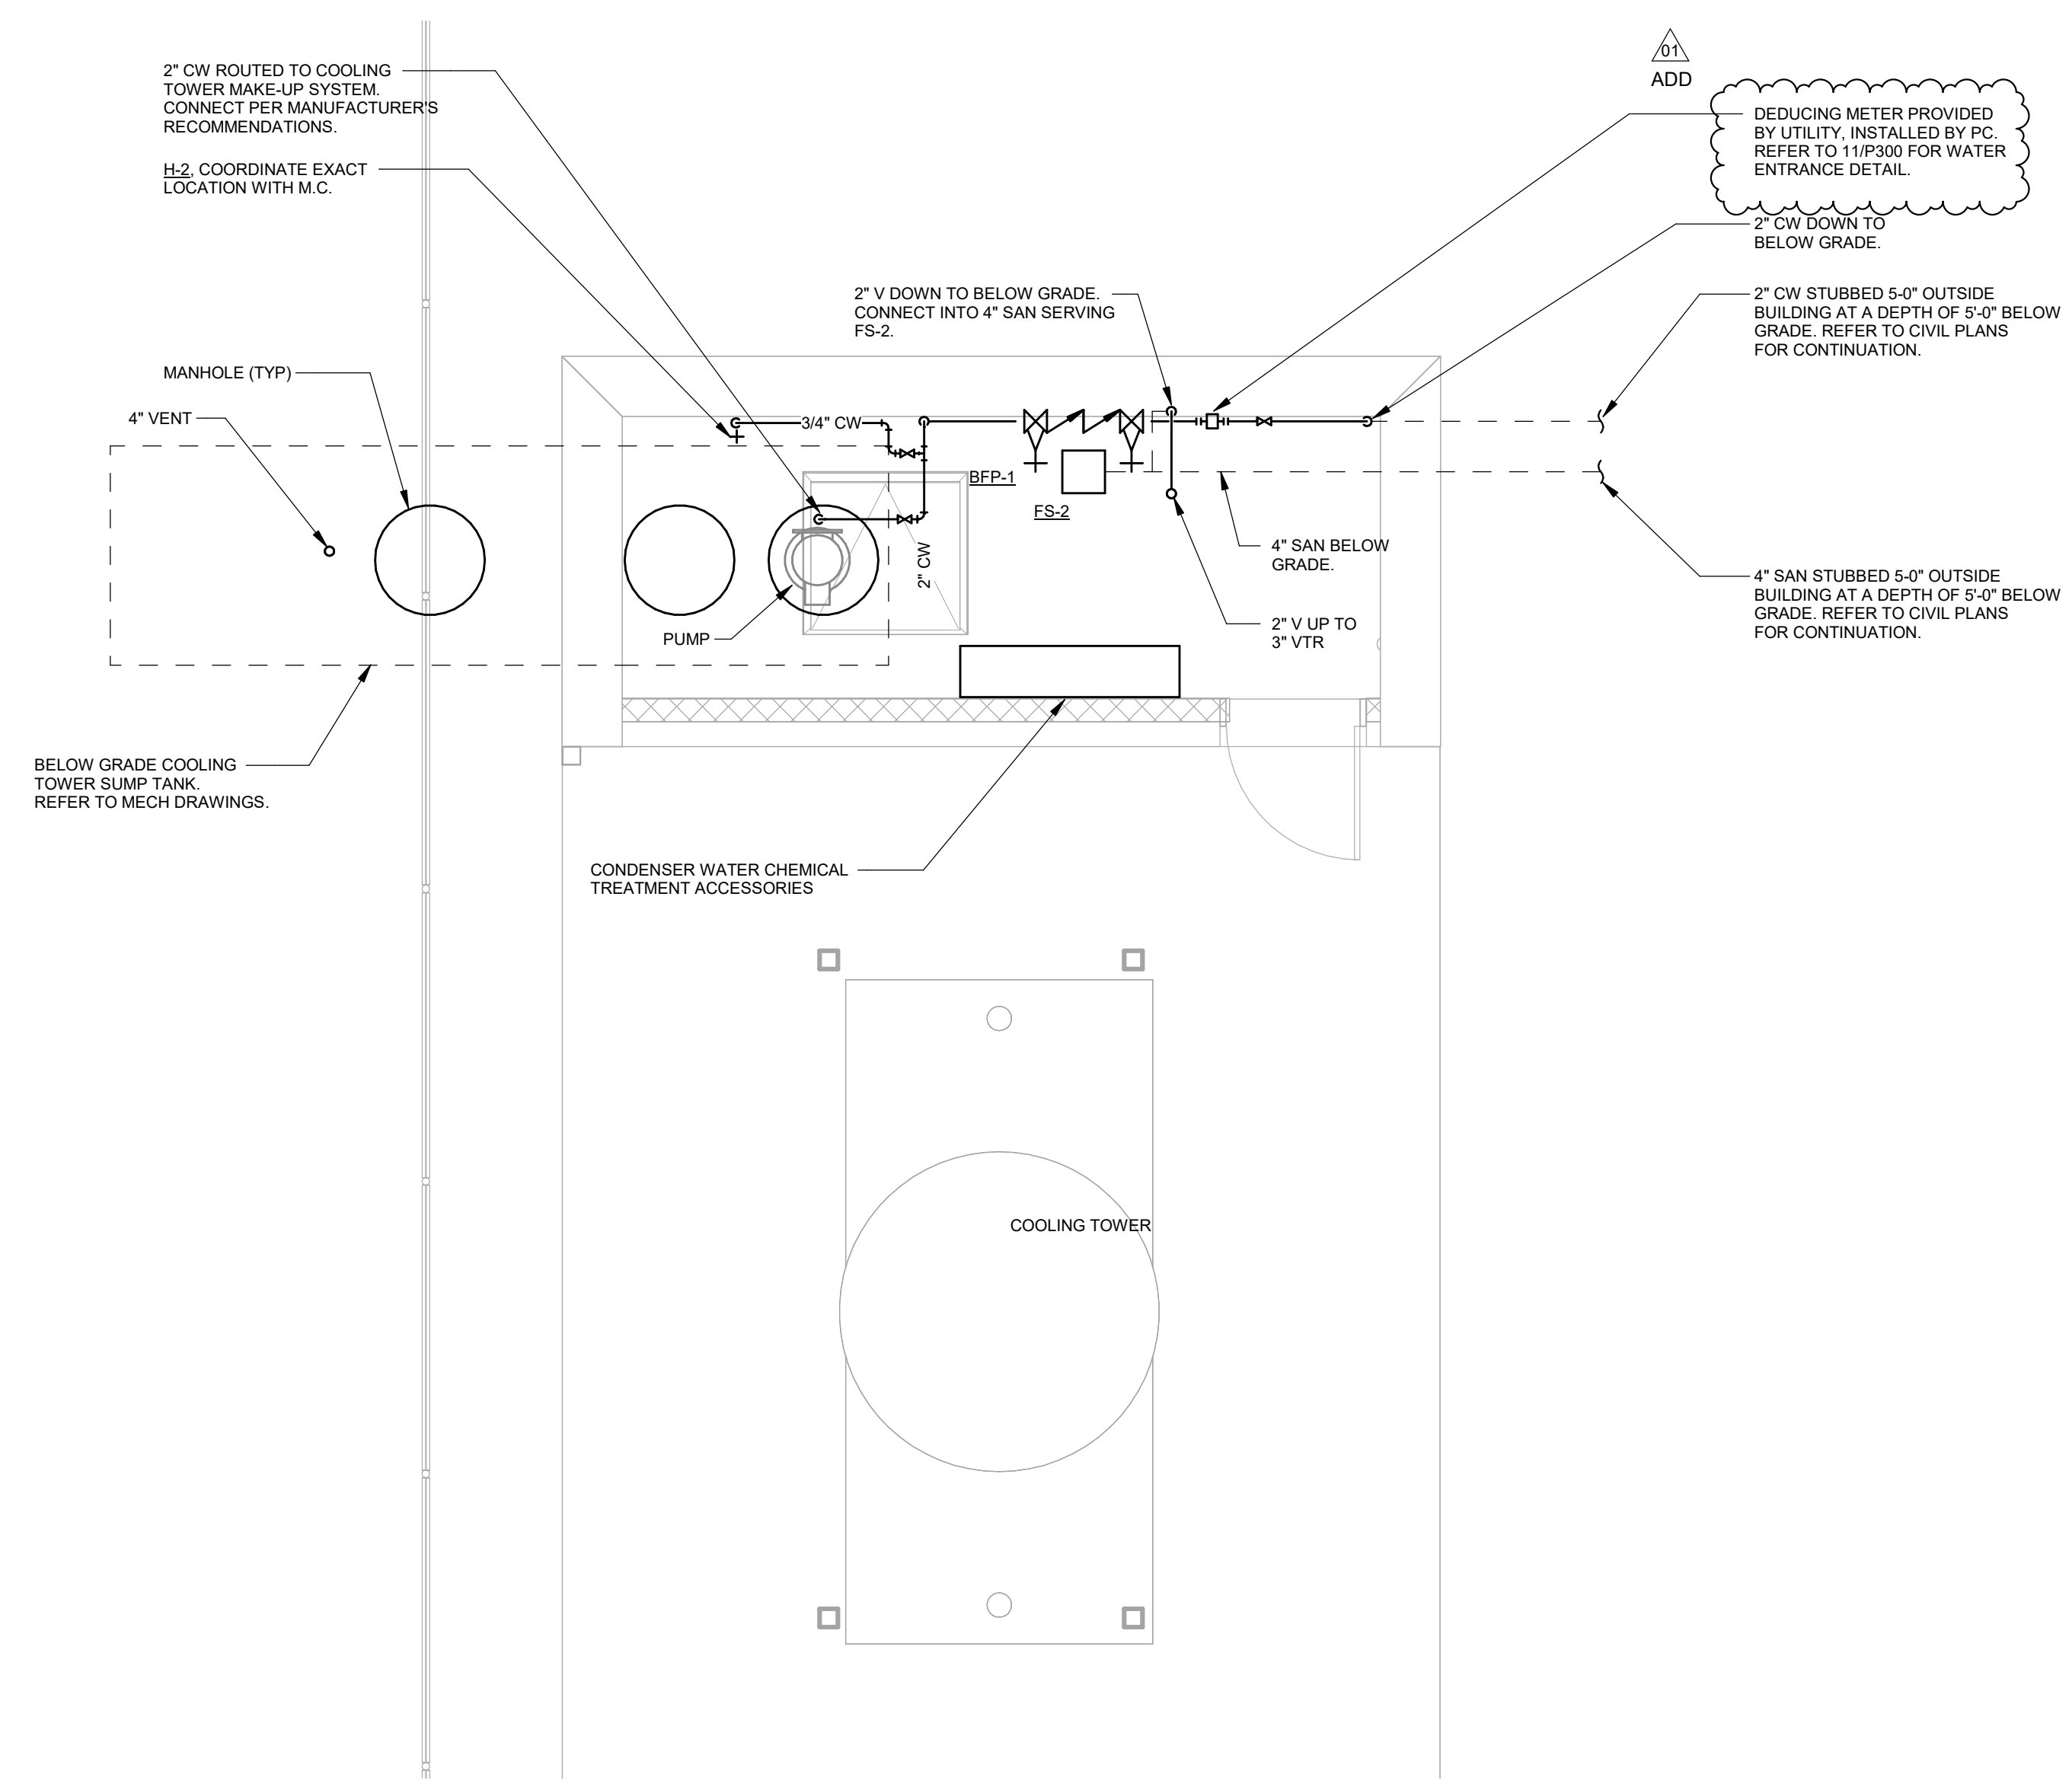 01
ADD
2" CW ROUTED TO COOLING
TOWER MAKE-UP SYSTEM.
CONNECT PER MANUFACTURER'S
RECOMMENDATIONS.
H-2, COORDINATE EXACT
LOCATION WITH M.C.
DEDUCING METER PROVIDED
BY UTILITY, INSTALLED BY PC.
REFER TO 11/P300 FOR WATER
ENTRANCE DETAIL.
2" CW DOWN TO
BELOW GRADE.
2" V DOWN TO BELOW GRADE.
CONNECT INTO 4" SAN SERVING
FS-2.
2" CW STUBBED 5-0" OUTSIDE
BUILDING AT A DEPTH OF 5'-0" BELOW
GRADE. REFER TO CIVIL PLANS
FOR CONTINUATION.
MANHOLE (TYP)
4" VENT
3/4" CW
BFP-1
FS-2
2" CW
4" SAN BELOW
GRADE.
4" SAN STUBBED 5-0" OUTSIDE
BUILDING AT A DEPTH OF 5'-0" BELOW
GRADE. REFER TO CIVIL PLANS
FOR CONTINUATION.
PUMP
2" V UP TO
3" VTR
BELOW GRADE COOLING
TOWER SUMP TANK.
REFER TO MECH DRAWINGS.
CONDENSER WATER CHEMICAL
TREATMENT ACCESSORIES
COOLING TOWER